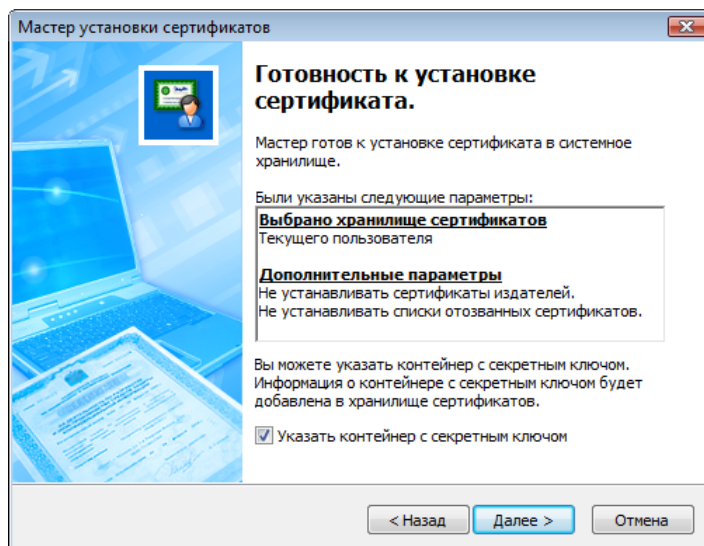 Мастер установки сертификатов
Готовность к установке
сертификата.
Мастер готов к установке сертификата в системное
хранилище.
Были указаны следующие параметры:
Выбрано хранилище сертификатов
Текущего пользователя
Дополнительные параметры
Не устанавливать сертификаты издателей.
Не устанавливать списки отозванных сертификатов.
Вы можете указать контейнер с секретным ключом.
Информация о контейнере с секретным ключом будет
добавлена в хранилище сертификатов.
Указать контейнер с секретным ключом
< Назад
Далее >
Отмена